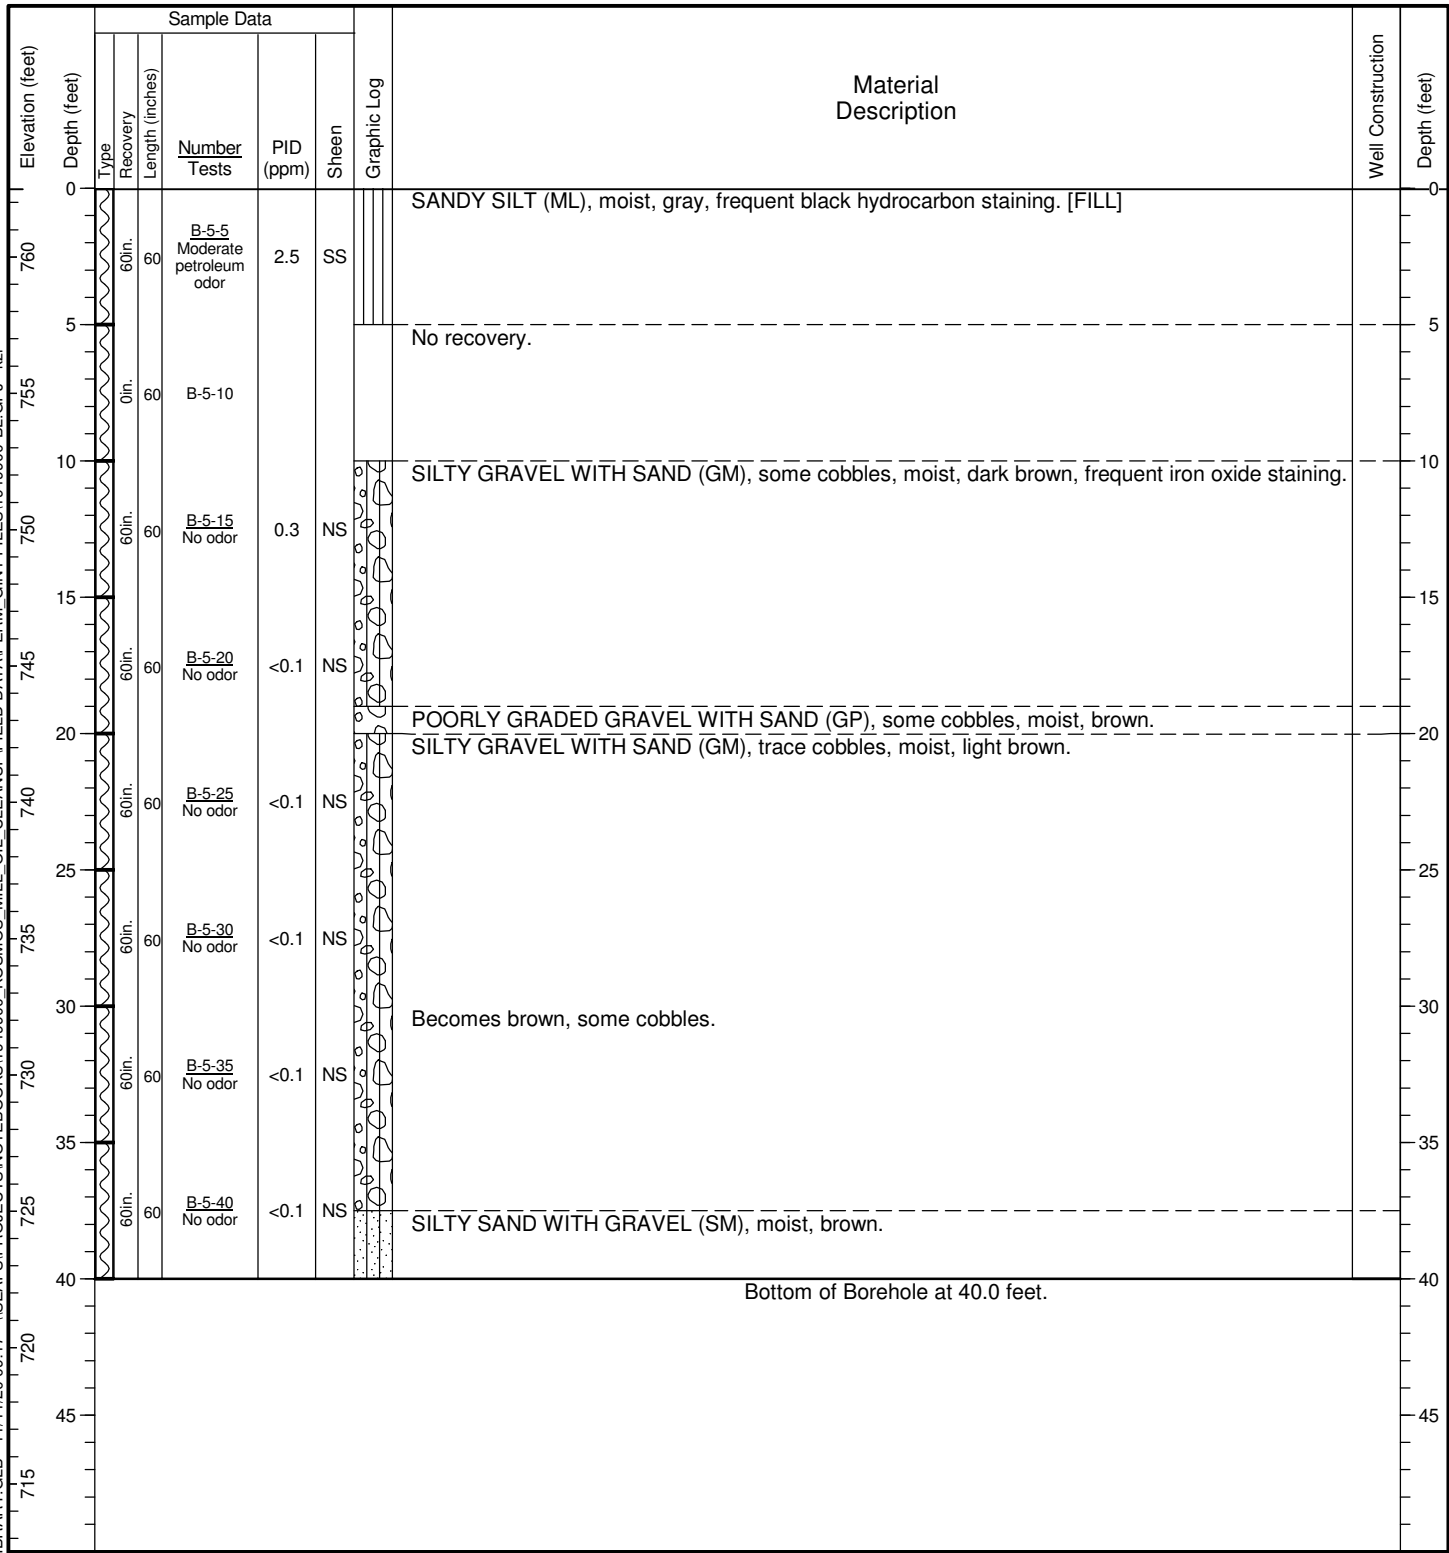 Sample Data
Elevation (feet)
Depth (feet)
Type
Recovery
Length (inches)
Number
Tests
PID
(ppm)
Sheen
Graphic Log
Material
Description
Well Construction
Depth (feet)
0
SANDY SILT (ML), moist, gray, frequent black hydrocarbon staining. [FILL]
0
760
60in.
60
B-5-5
Moderate
petroleum
odor
2.5
SS
5
No recovery.
5
755
0in.
60
B-5-10
10
SILTY GRAVEL WITH SAND (GM), some cobbles, moist, dark brown, frequent iron oxide staining.
10
750
60in.
60
B-5-15
No odor
0.3
NS
15
15
745
60in.
60
B-5-20
No odor
<0.1
NS
POORLY GRADED GRAVEL WITH SAND (GP), some cobbles, moist, brown.
20
SILTY GRAVEL WITH SAND (GM), trace cobbles, moist, light brown.
20
740
60in.
60
B-5-25
No odor
<0.1
NS
25
25
735
60in.
60
B-5-30
No odor
<0.1
NS
30
Becomes brown, some cobbles.
30
730
60in.
60
B-5-35
No odor
<0.1
NS
35
35
725
60in.
60
B-5-40
No odor
<0.1
NS
SILTY SAND WITH GRAVEL (SM), moist, brown.
40
Bottom of Borehole at 40.0 feet.
40
720
45
45
715